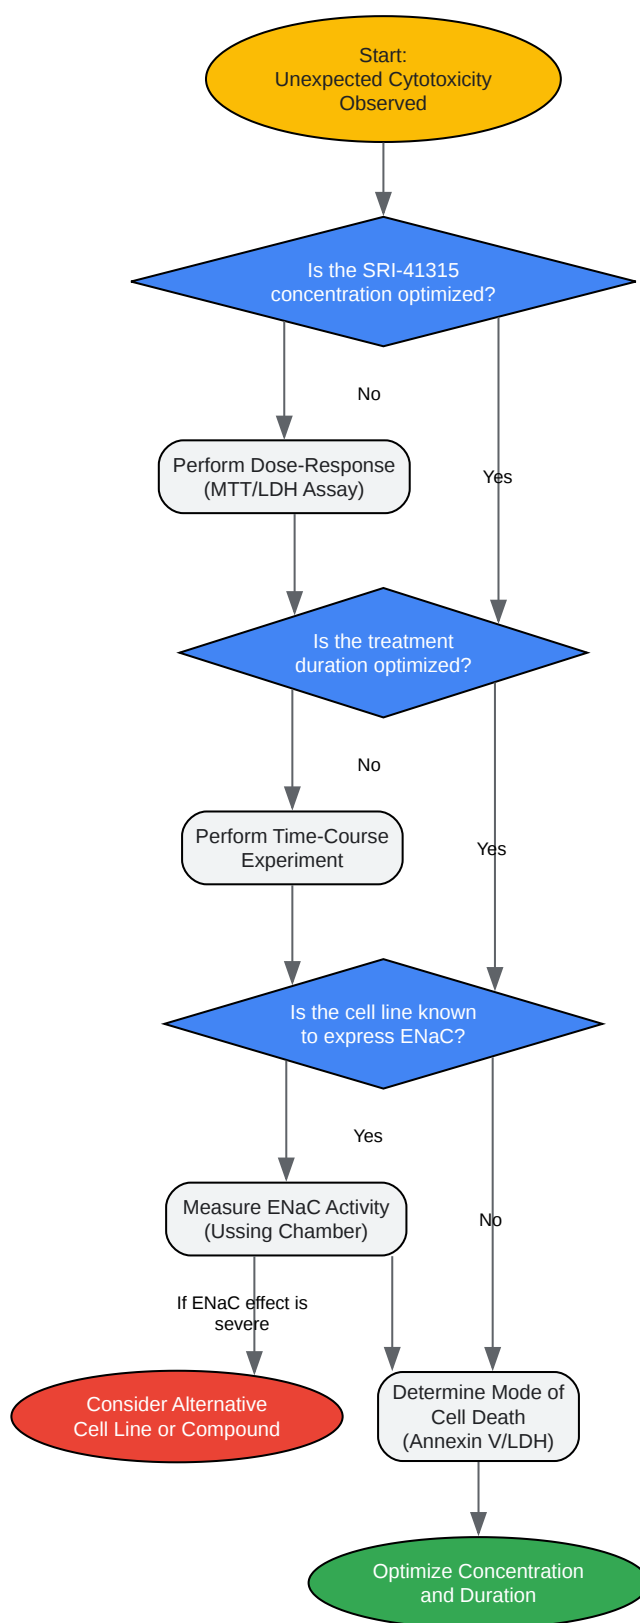 Start:
Unexpected Cytotoxicity
Observed
Is the SRI-41315
concentration optimized?
No
Perform Dose-Response
(MTT/LDH Assay)
Yes
Is the treatment
duration optimized?
No
Perform Time-Course
Experiment
Yes
Is the cell line known
to express ENaC?
Yes
Measure ENaC Activity
(Ussing Chamber)
No
If ENaC effect is
severe
Consider Alternative
Cell Line or Compound
Determine Mode of
Cell Death
(Annexin V/LDH)
Optimize Concentration
and Duration